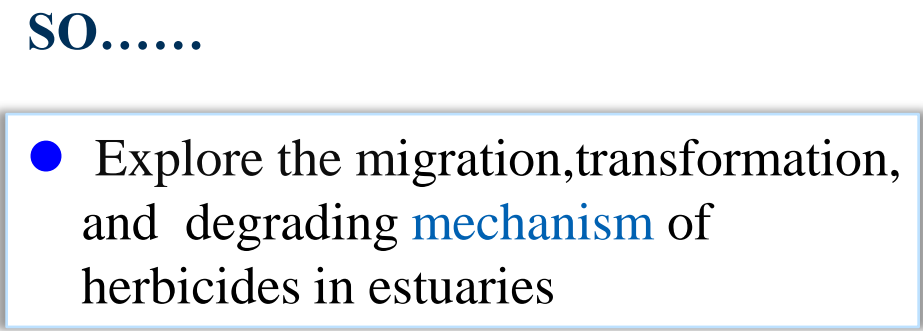 SO......
● Explore the migration,transformation,
and degrading mechanism of
herbicides in estuaries